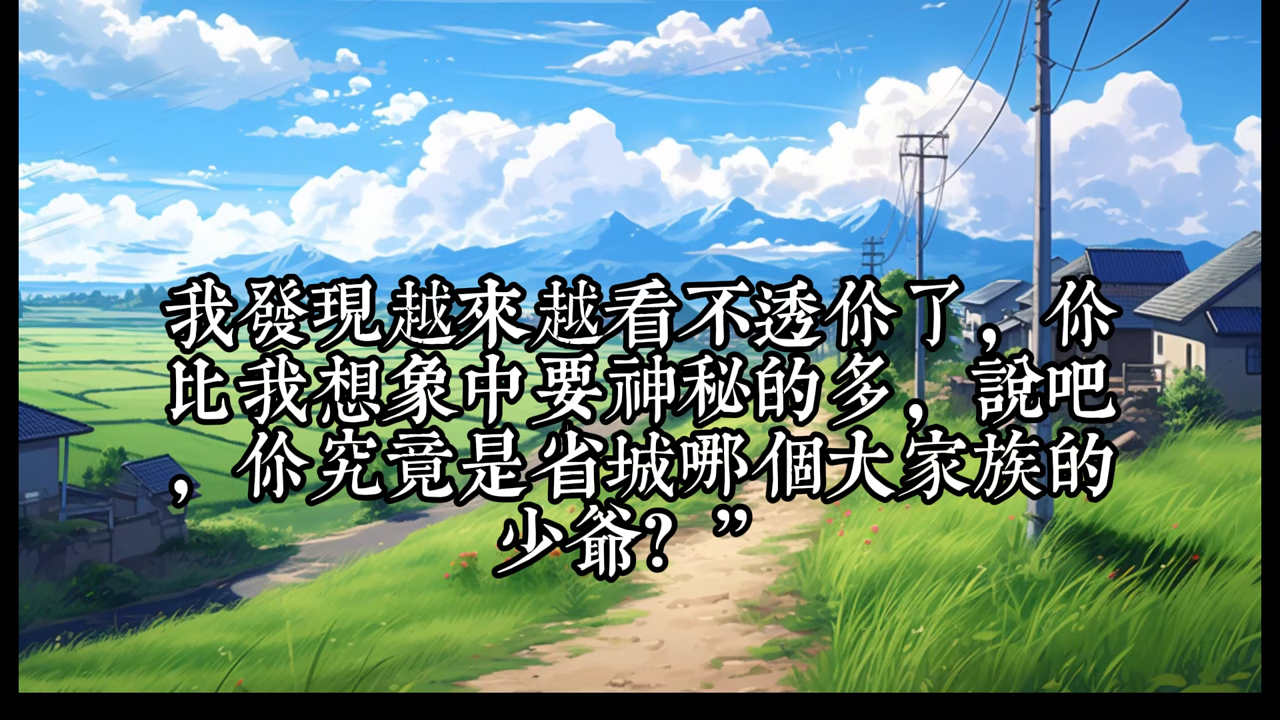 我發現越來越看不透你了，你
比我想象中要神秘的多，說吧
，你究竟是省城哪個大家族的
少爺？”